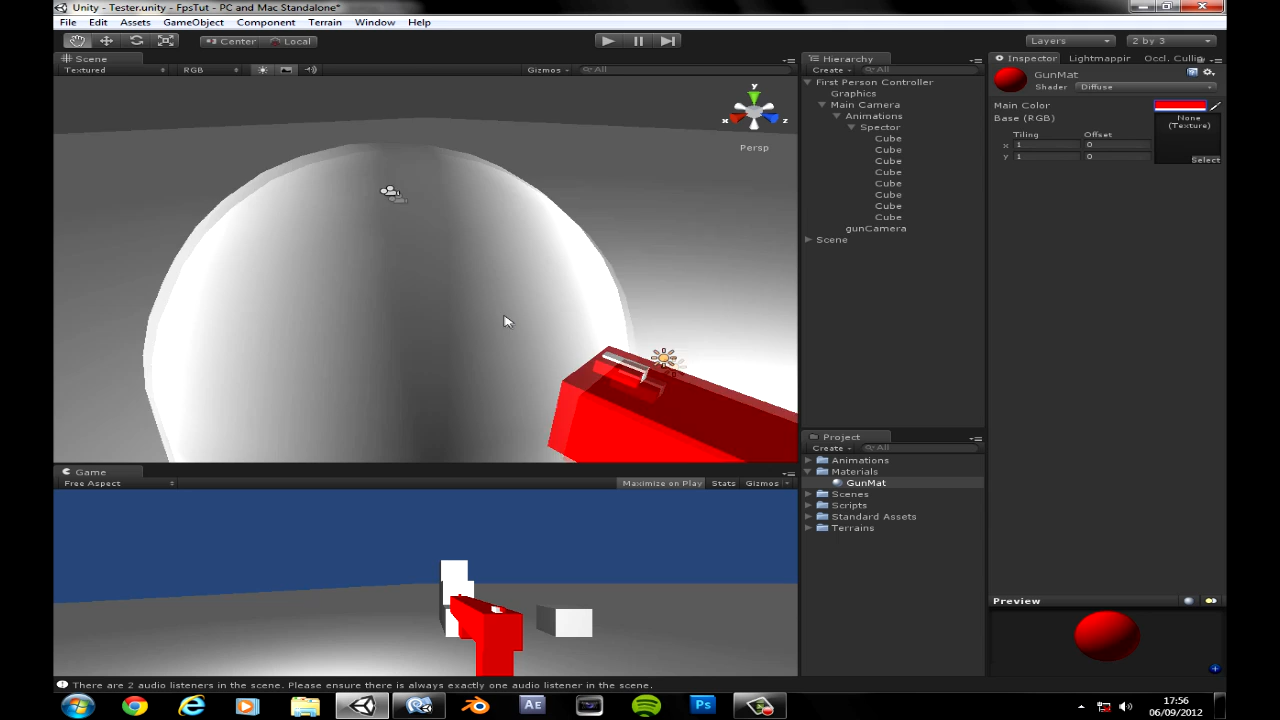 Unity - Tester.unity - FpsTut - PC and Mac Standalone*
File Edit Assets GameObject Component Terrain Window Help
Center Local
Layers 2 by 3
Scene
Textured RGB Gizmos All
y
x z
Persp
Hierarchy
Create All
First Person Controller
Graphics
Main Camera
Animations
Spector
Cube
Cube
Cube
Cube
Cube
Cube
Cube
Cube
gunCamera
Scene
Inspector Lightmappir Occl. Cullin
GunMat
Shader Diffuse
Main Color
Base (RGB)
None
(Texture)
Tiling Offset
x 1 0
y 1 0
Select
Project
Create All
Animations
Materials
GunMat
Scenes
Scripts
Standard Assets
Terrains
Game
Free Aspect Maximize on Play Stats Gizmos
Preview
There are 2 audio listeners in the scene. Please ensure there is always exactly one audio listener in the scene.
AE Ps
17:56
06/09/2012